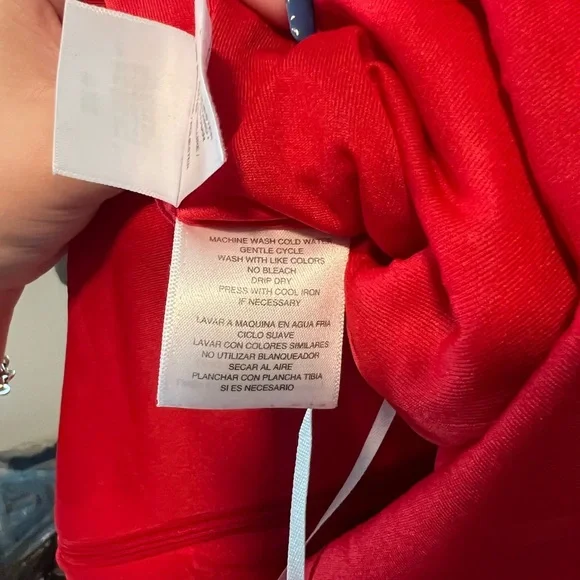 MACHINE WASH COLD WATER
GENTLE CYCLE
WASH WITH LIKE COLORS
NO BLEACH
DRIP DRY
PRESS WITH COOL IRON
IF NECESSARY
LAVAR A MAQUINA EN AGUA FRIA
CICLO SUAVE
LAVAR CON COLORES SIMILARES
NO UTILIZAR BLANQUEADOR
SECAR AL AIRE
PLANCHAR CON PLANCHA TIBIA
SI ES NECESARIO